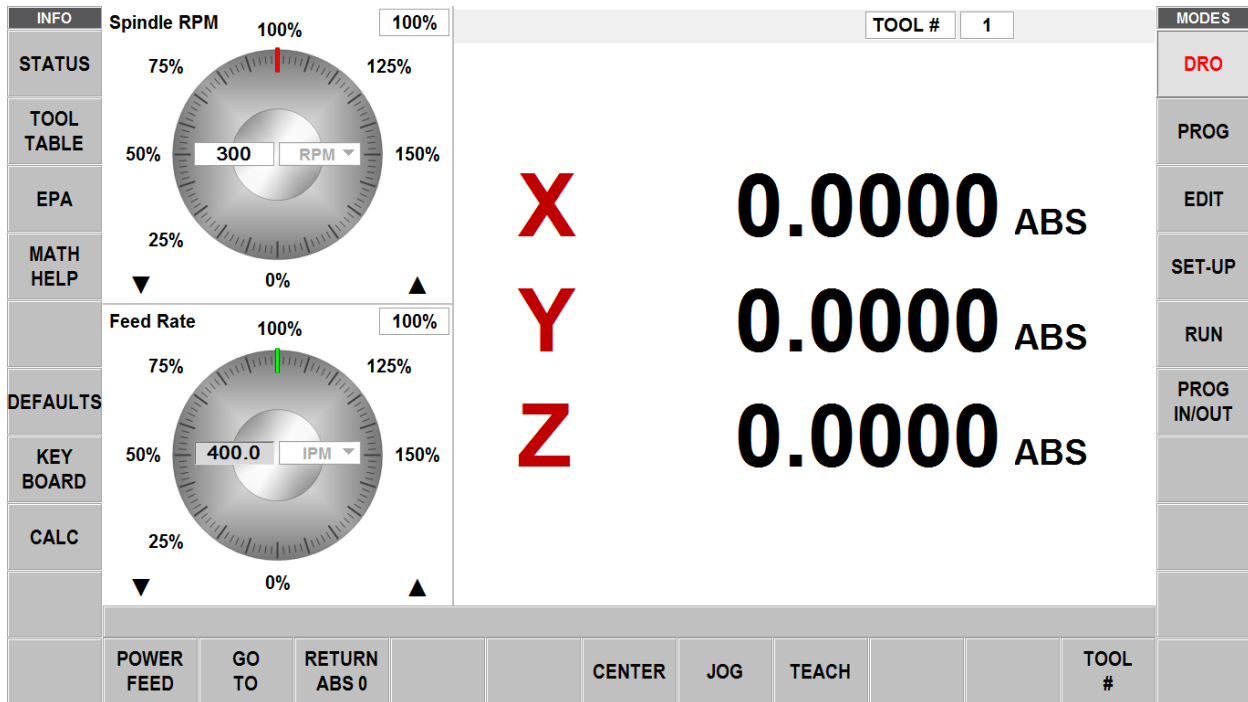 INFO
STATUS
TOOL
TABLE
EPA
MATH
HELP
DEFAULTS
KEY
BOARD
CALC
Spindle RPM
100%
100%
75%
125%
50%
300
RPM
150%
25%
0%
Feed Rate
100%
100%
75%
125%
50%
400.0
IPM
150%
25%
0%
TOOL #
1
X 0.0000 ABS
Y 0.0000 ABS
Z 0.0000 ABS
MODES
DRO
PROG
EDIT
SET-UP
RUN
PROG
IN/OUT
POWER
FEED
GO
TO
RETURN
ABS 0
CENTER
JOG
TEACH
TOOL
#